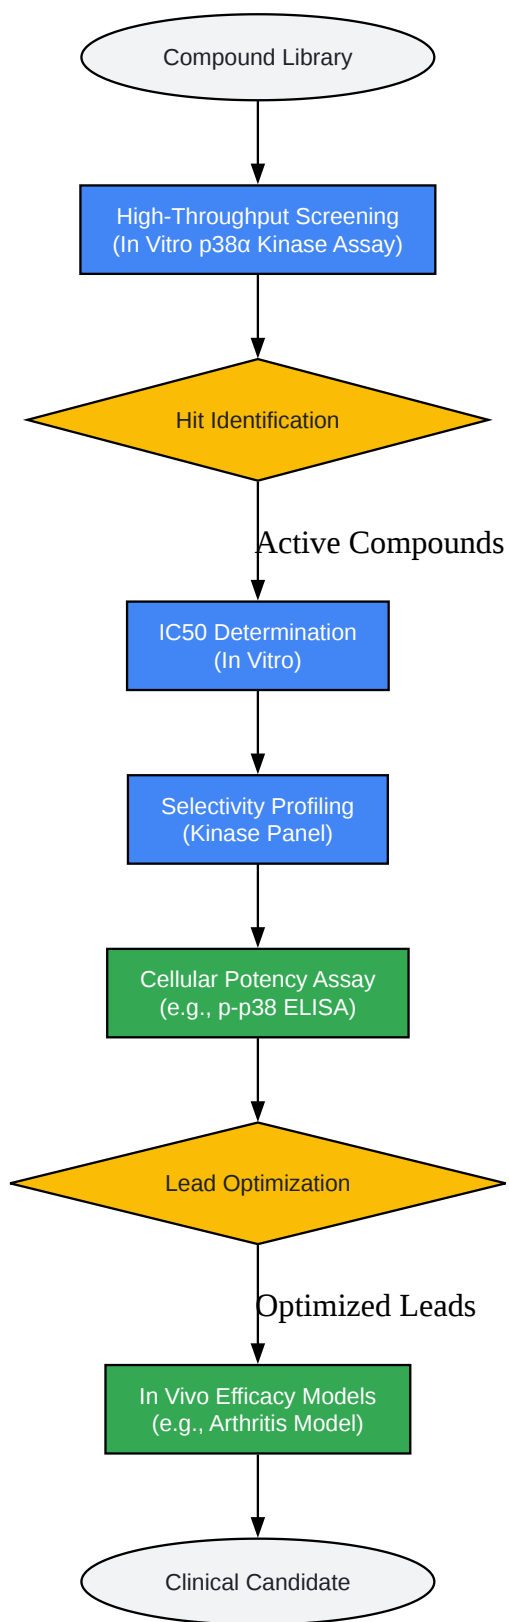 Compound Library
High-Throughput Screening
(In Vitro p38α Kinase Assay)
Hit Identification
Active Compounds
IC50 Determination
(In Vitro)
Selectivity Profiling
(Kinase Panel)
Cellular Potency Assay
(e.g., p-p38 ELISA)
Lead Optimization
Optimized Leads
In Vivo Efficacy Models
(e.g., Arthritis Model)
Clinical Candidate